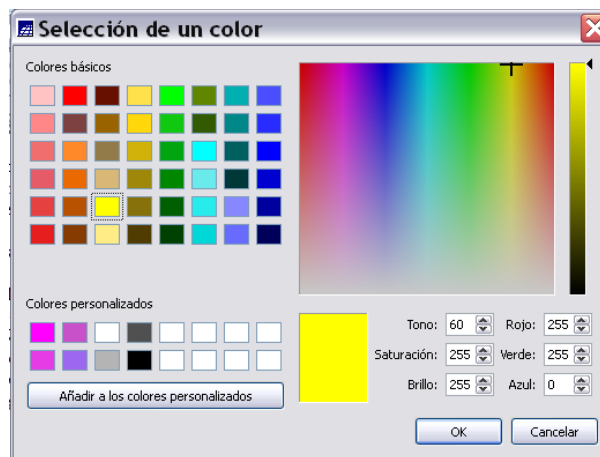 Selección de un color
Colores básicos
Colores personalizados
Añadir a los colores personalizados
Tono: 60 Rojo: 255
Saturación: 255 Verde: 255
Brillo: 255 Azul: 0
OK Cancelar